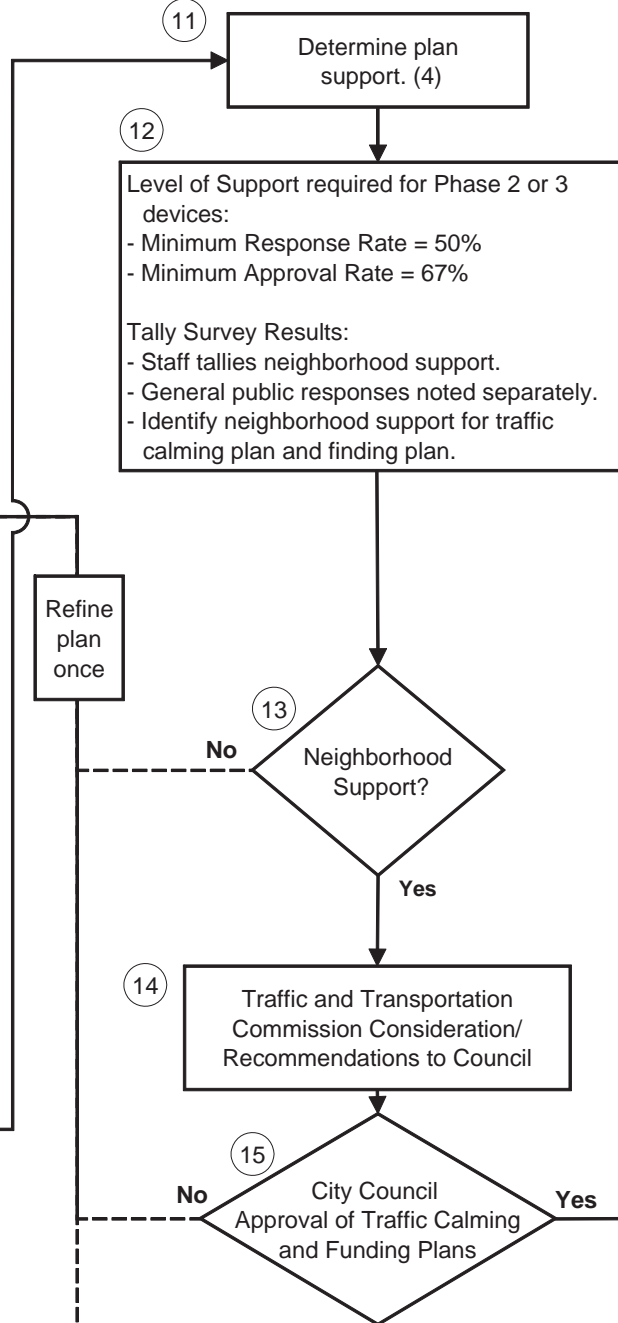 11
Determine plan
support. (4)
12
Level of Support required for Phase 2 or 3
devices:
- Minimum Response Rate = 50%
- Minimum Approval Rate = 67%
Tally Survey Results:
- Staff tallies neighborhood support.
- General public responses noted separately.
- Identify neighborhood support for traffic
calming plan and finding plan.
Refine
plan
once
13
No
Neighborhood
Support?
Yes
14
Traffic and Transportation
Commission Consideration/
Recommendations to Council
15
No
City Council
Approval of Traffic Calming
and Funding Plans
Yes